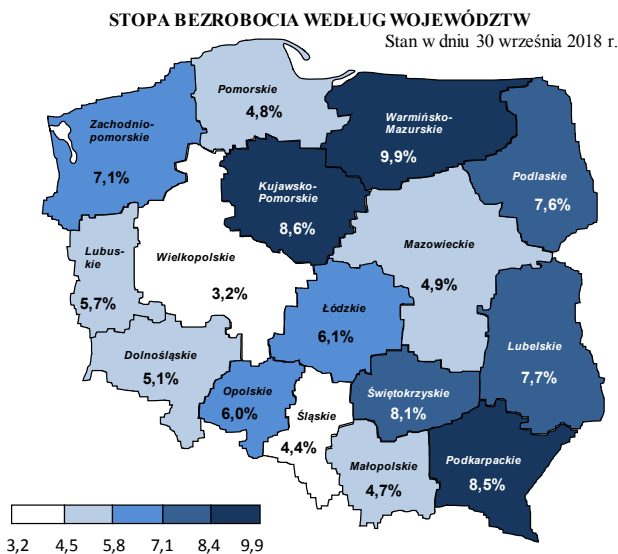 STOPA BEZROBOCIA WEDŁUG WOJEWÓDZTW
Stan w dniu 30 września 2018 r.
Pomorskie
4,8%
Warmińsko-
Mazurskie
9,9%
Zachodnio-
pomorskie
7,1%
Podlaskie
7,6%
Kujawsko-
Pomorskie
8,6%
Lubus-
kie
5,7%
Wielkopolskie
3,2%
Mazowieckie
4,9%
Łódzkie
6,1%
Dolnośląskie
5,1%
Lubelskie
7,7%
Opolskie
6,0%
Śląskie
4,4%
Świętokrzyskie
8,1%
Małopolskie
4,7%
Podkarpackie
8,5%
3,2 4,5 5,8 7,1 8,4 9,9